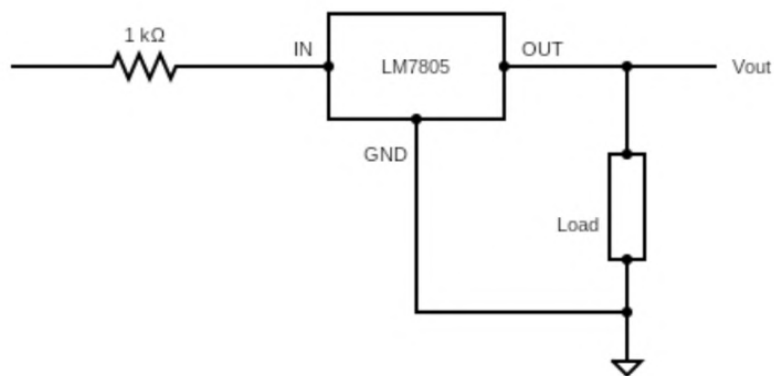 1 kΩ
IN
LM7805
OUT
Vout
GND
Load